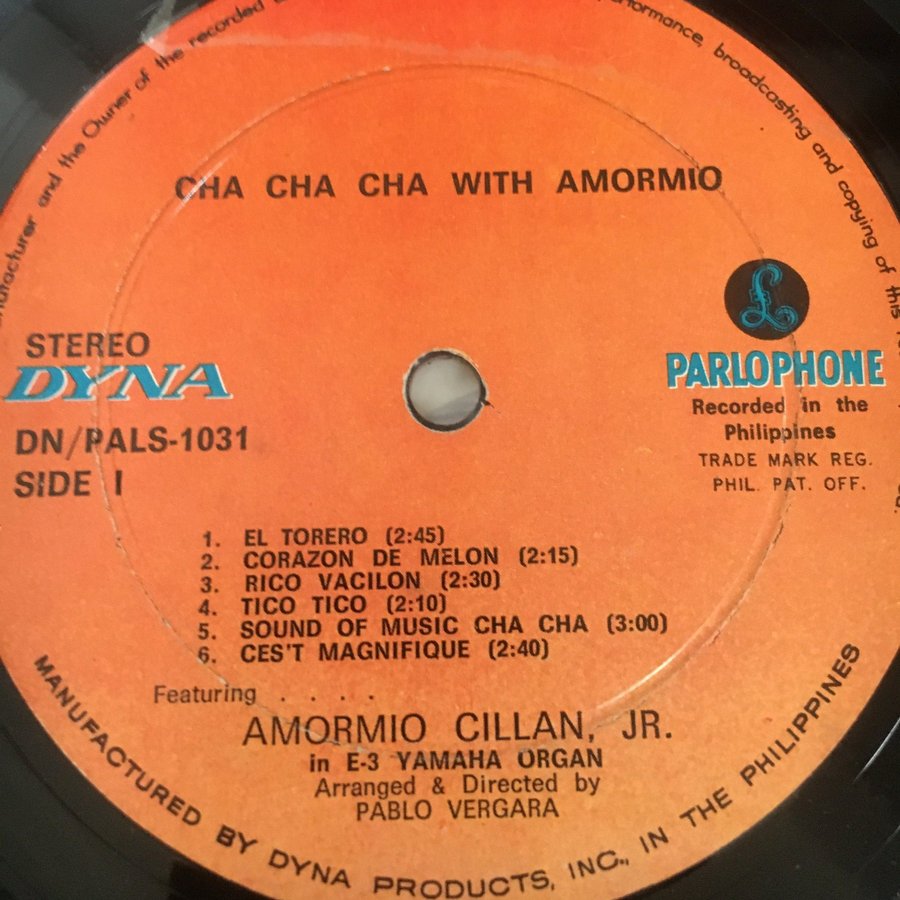 nufacturer and the Owner of the recorded
rformance, broadcasting and copying of this
CHA CHA CHA WITH AMORMIO
STEREO
DYNA
DN/PALS-1031
SIDE I
£
PARLOPHONE
Recorded in the
Philippines
TRADE MARK REG.
PHIL. PAT. OFF.
1. EL TORERO (2:45)
2. CORAZON DE MELON (2:15)
3. RICO VACILON (2:30)
4. TICO TICO (2:10)
5. SOUND OF MUSIC CHA CHA (3:00)
6. CES'T MAGNIFIQUE (2:40)
Featuring . . . .
AMORMIO CILLAN, JR.
in E-3 YAMAHA ORGAN
Arranged & Directed by
PABLO VERGARA
MANUFACTURED BY DYNA PRODUCTS, INC., IN THE PHILIPPINES